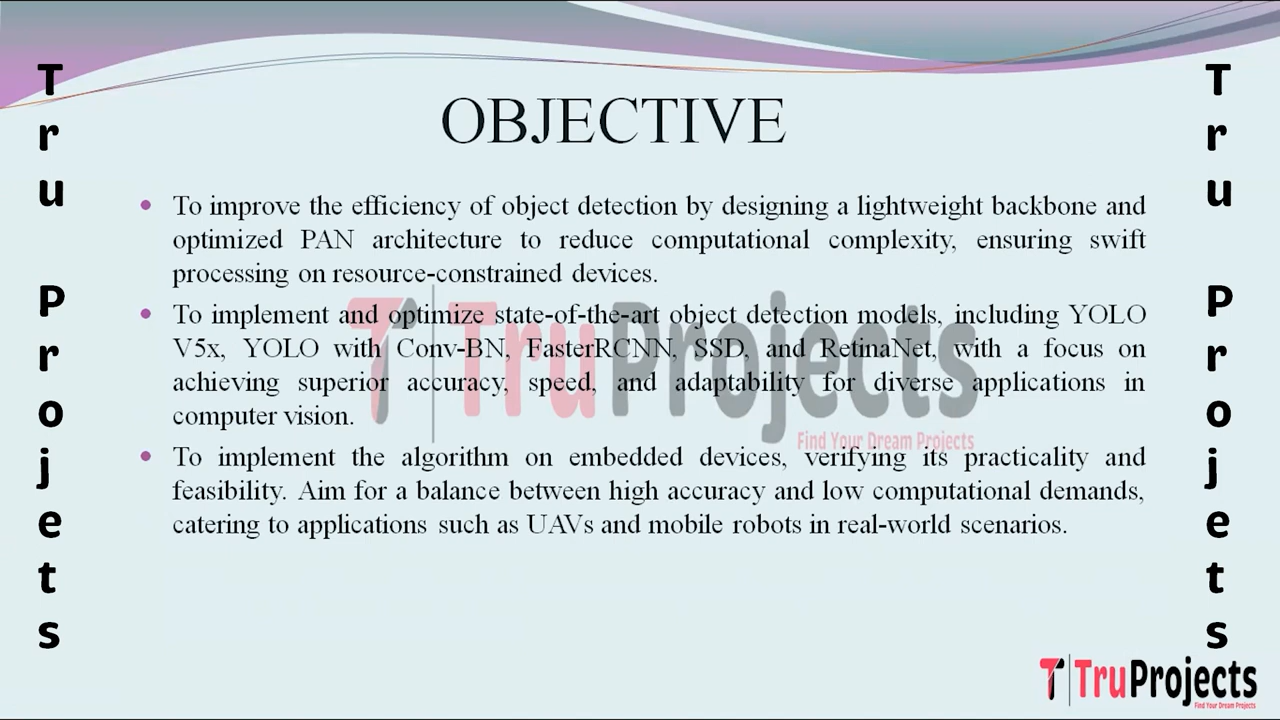 OBJECTIVE
• To improve the efficiency of object detection by designing a lightweight backbone and
optimized PAN architecture to reduce computational complexity, ensuring swift
processing on resource-constrained devices.
• To implement and optimize state-of-the-art object detection models, including YOLO
V5x, YOLO with Conv-BN, FasterRCNN, SSD, and RetinaNet, with a focus on
achieving superior accuracy, speed, and adaptability for diverse applications in
computer vision.
• To implement the algorithm on embedded devices, verifying its practicality and
feasibility. Aim for a balance between high accuracy and low computational demands,
catering to applications such as UAVs and mobile robots in real-world scenarios.
Tru Projets
Tru Projets
TruProjects
Find Your Dream Projects
TruProjects
Find Your Dream Projects